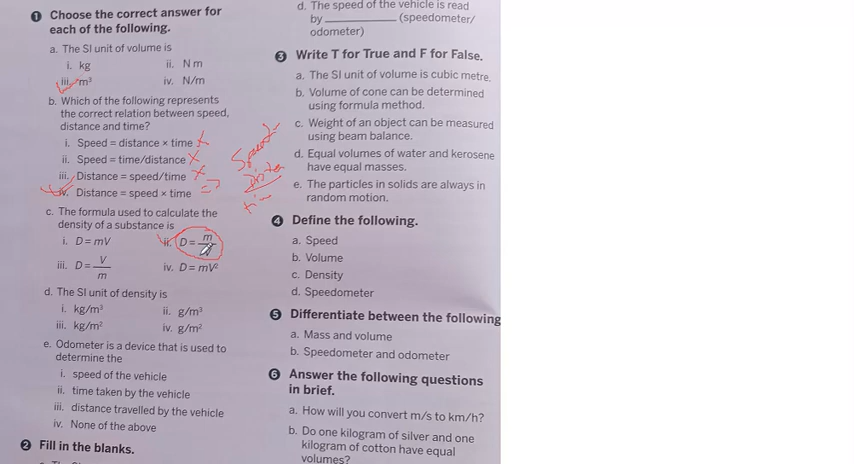 1 Choose the correct answer for
each of the following.
a. The SI unit of volume is
i. kg
ii. N m
iii. m³
iv. N/m
b. Which of the following represents
the correct relation between speed,
distance and time?
i. Speed = distance × time
ii. Speed = time/distance
iii. Distance = speed/time
iv. Distance = speed × time
c. The formula used to calculate the
density of a substance is
i. D = mV
ii. D = m
iii. D = V/m
iv. D = mV²
d. The SI unit of density is
i. kg/m³
ii. g/m³
iii. kg/m²
iv. g/m²
e. Odometer is a device that is used to
determine the
i. speed of the vehicle
ii. time taken by the vehicle
iii. distance travelled by the vehicle
iv. None of the above
2 Fill in the blanks.
Speed
d. The speed of the vehicle is read
by __________ (speedometer/
odometer)
3 Write T for True and F for False.
a. The SI unit of volume is cubic metre.
b. Volume of cone can be determined
using formula method.
c. Weight of an object can be measured
using beam balance.
d. Equal volumes of water and kerosene
have equal masses.
e. The particles in solids are always in
random motion.
4 Define the following.
a. Speed
b. Volume
c. Density
d. Speedometer
5 Differentiate between the following
a. Mass and volume
b. Speedometer and odometer
6 Answer the following questions
in brief.
a. How will you convert m/s to km/h?
b. Do one kilogram of silver and one
kilogram of cotton have equal
volumes?